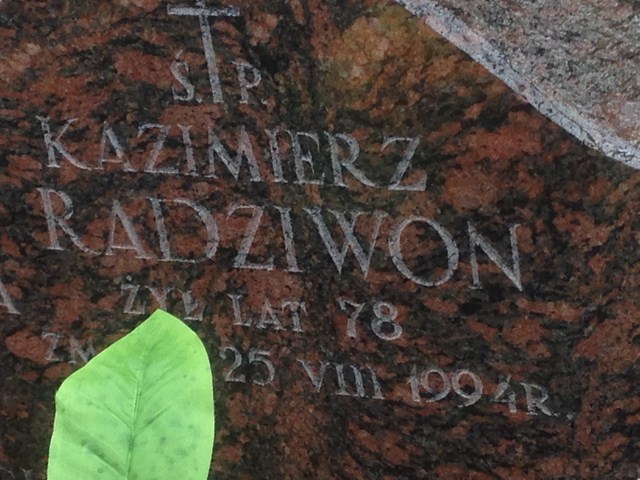 Ś. P.
KAZIMIERZ
RADZIWON
ŻYŁ LAT 78
25 VIII 1994R.